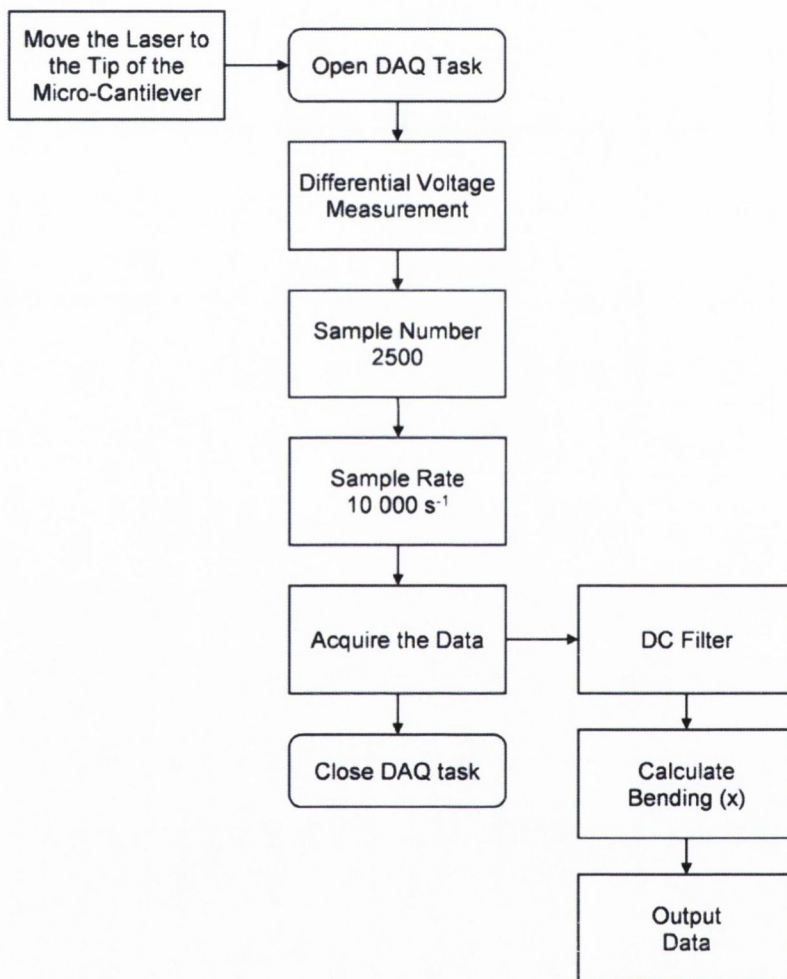 Move the Laser to
the Tip of the
Micro-Cantilever
Open DAQ Task
Differential Voltage
Measurement
Sample Number
2500
Sample Rate
10 000 s⁻¹
Acquire the Data
DC Filter
Close DAQ task
Calculate
Bending (x)
Output
Data